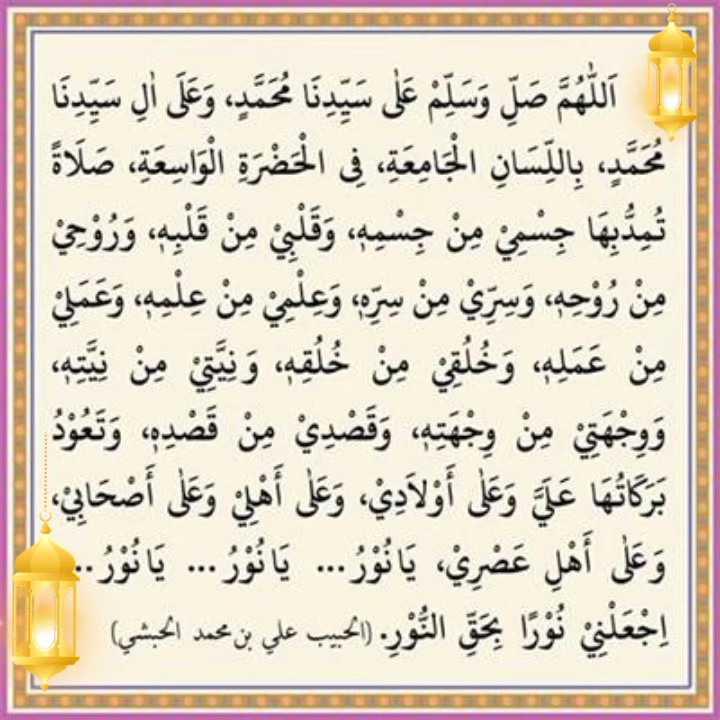 اَللّٰهُمَّ صَلِّ وَسَلِّمْ عَلٰى سَيِّدِنَا مُحَمَّدٍ، وَعَلَى اٰلِ سَيِّدِنَا
مُحَمَّدٍ، بِاللِّسَانِ الْجَامِعَةِ، فِى الْحَضْرَةِ الْوَاسِعَةِ، صَلَاةً
تُمِدُّبِهَا جِسْمِيْ مِنْ جِسْمِهٖ، وَقَلْبِيْ مِنْ قَلْبِهٖ، وَرُوْحِيْ
مِنْ رُوْحِهٖ، وَسِرِّيْ مِنْ سِرِّهٖ، وَعِلْمِيْ مِنْ عِلْمِهٖ، وَعَمَلِيْ
مِنْ عَمَلِهٖ، وَخُلُقِيْ مِنْ خُلُقِهٖ، وَنِيَّتِيْ مِنْ نِيَّتِهٖ،
وَوِجْهَتِيْ مِنْ وِجْهَتِهٖ، وَقَصْدِيْ مِنْ قَصْدِهٖ، وَتَعُوْدُ
بَرَكَاتُهَا عَلَيَّ وَعَلٰى أَوْلَادِيْ، وَعَلٰى أَهْلِيْ وَعَلٰى أَصْحَابِيْ،
وَعَلٰى أَهْلِ عَصْرِيْ، يَانُوْرُ... يَانُوْرُ... يَانُوْرُ..
اِجْعَلْنِيْ نُوْرًا بِحَقِّ النُّوْرِ. (الحبيب علي بن محمد الحبشي)